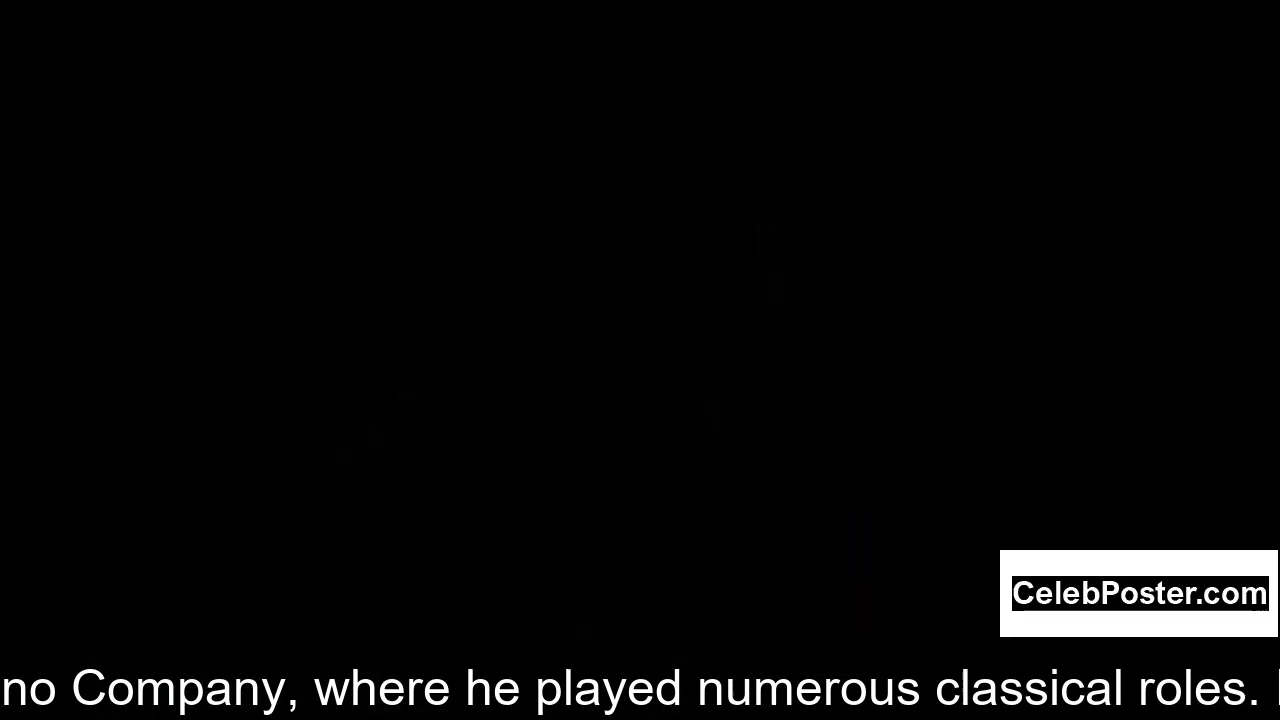 CelebPoster.com
no Company, where he played numerous classical roles.